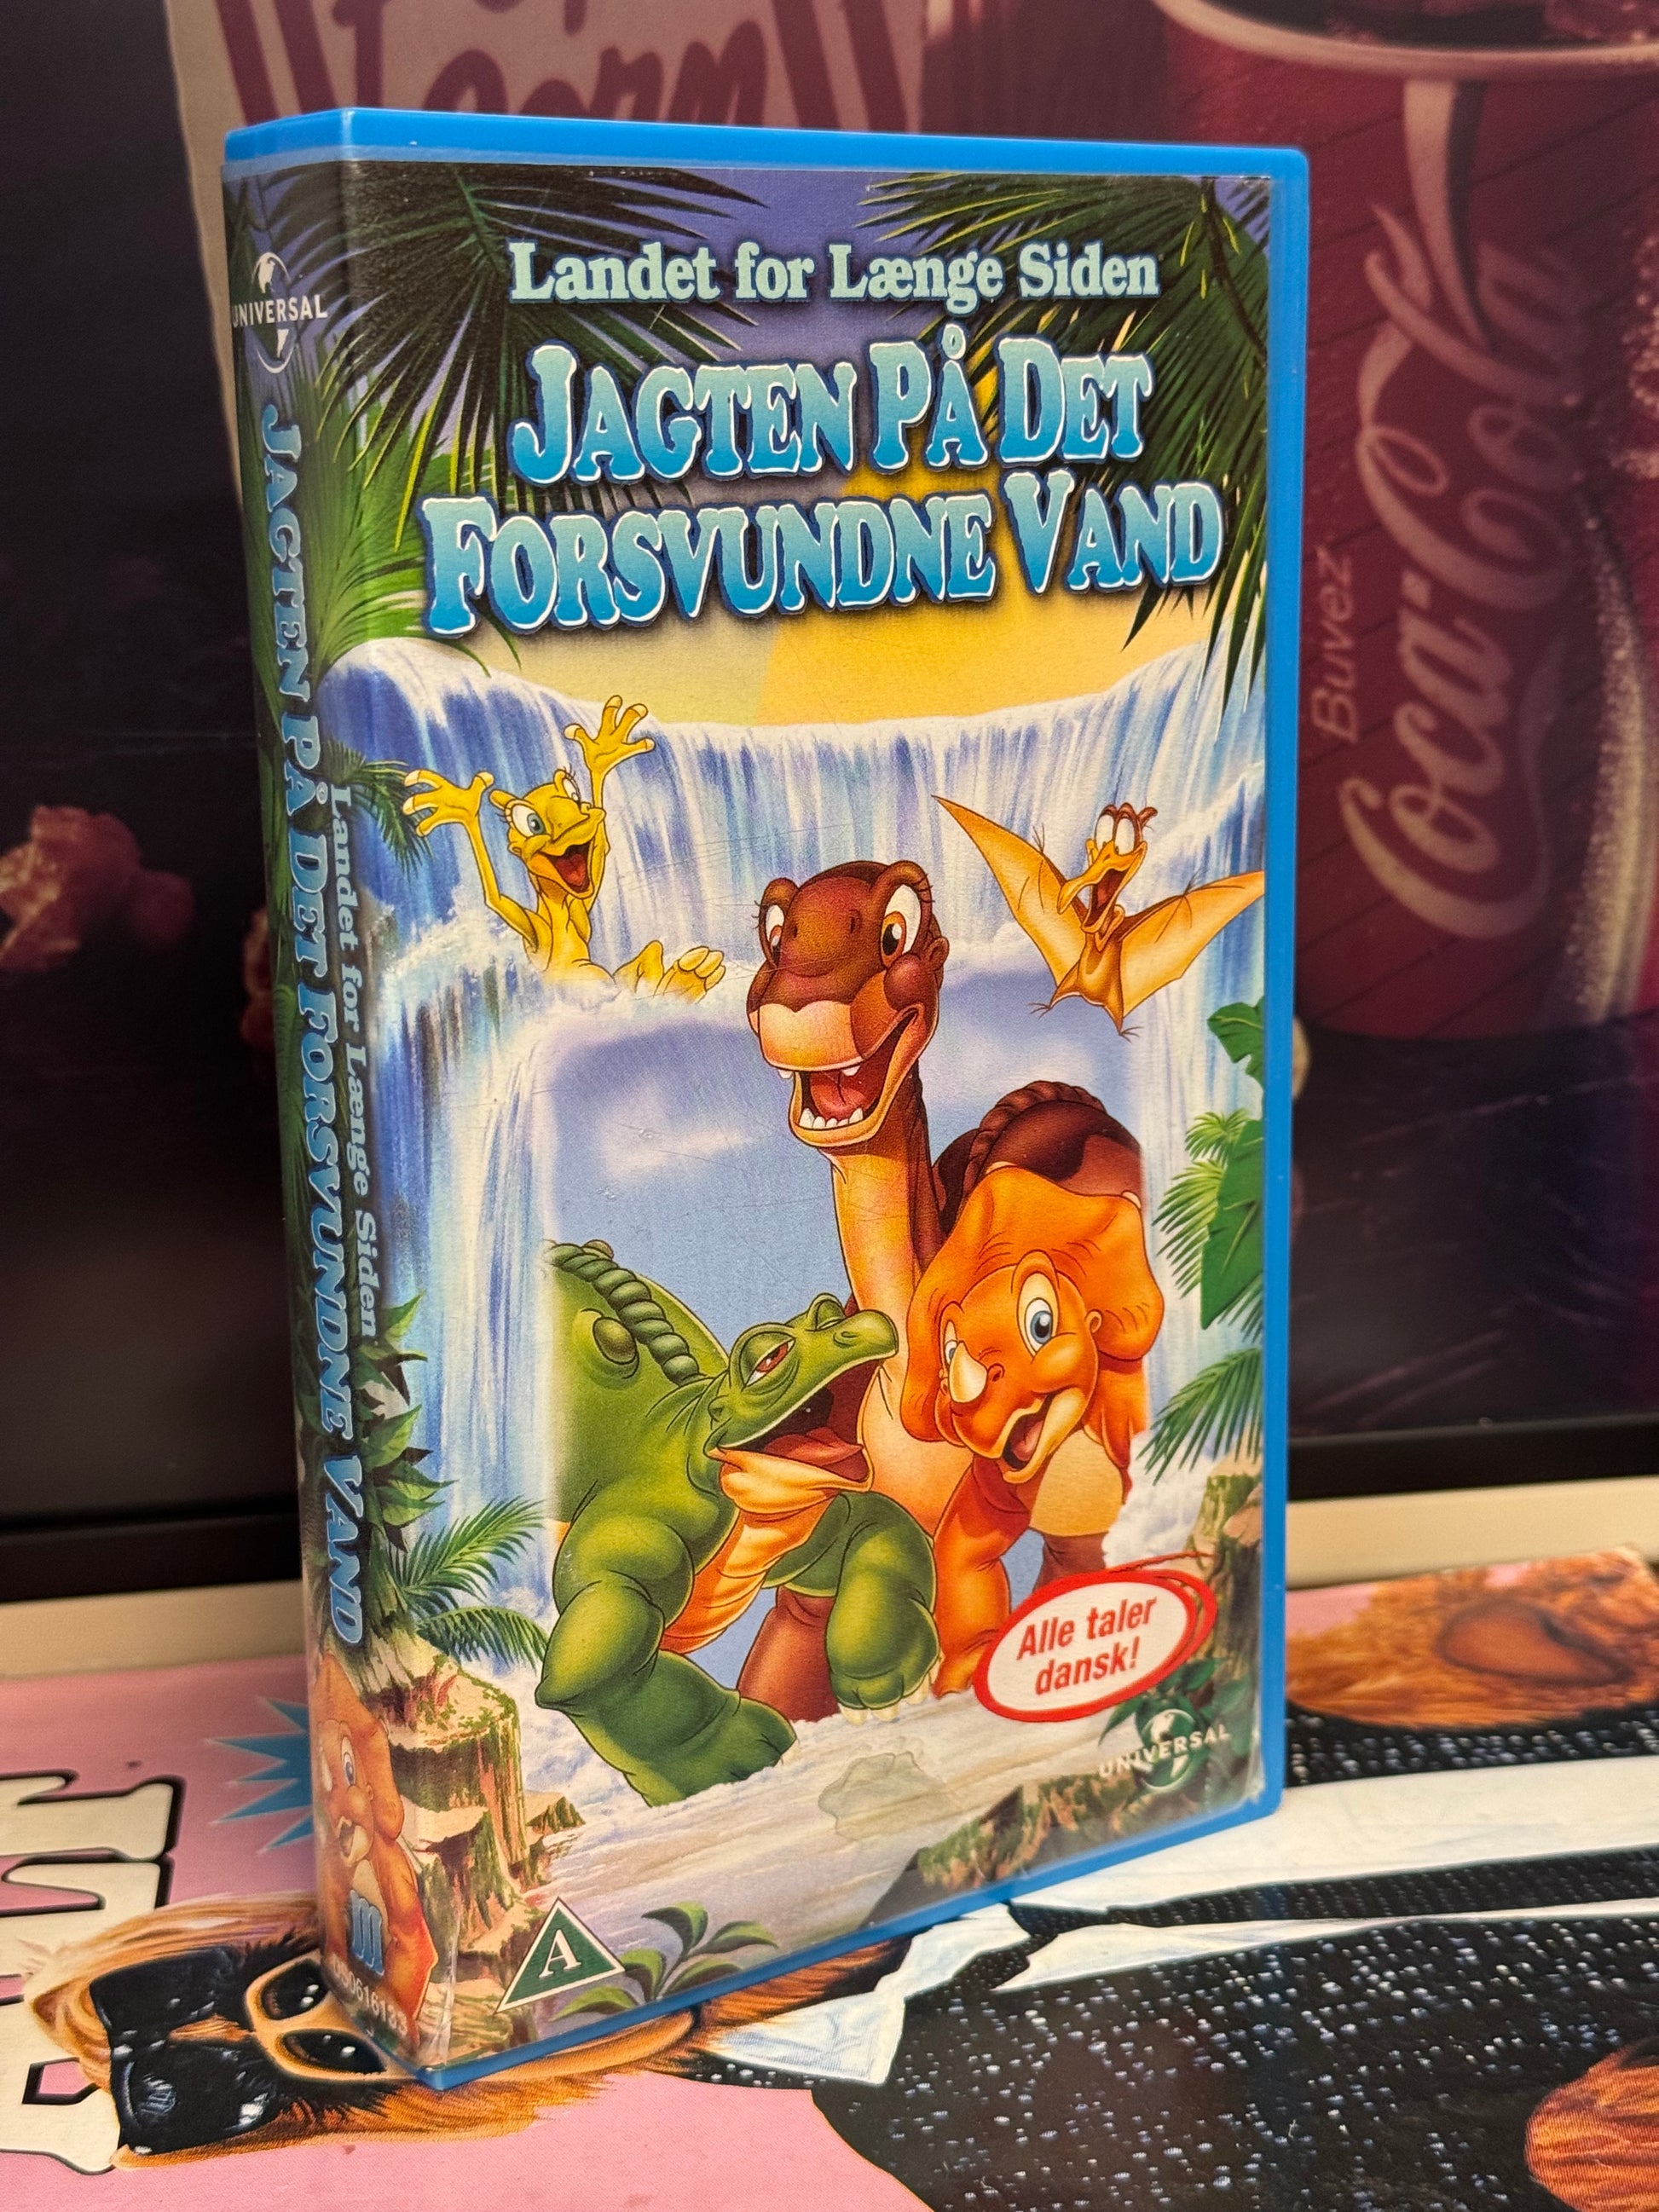 Landet for Længe Siden
JAGTEN PÅ DET
FORSVUNDNE VAND
Alle taler
dansk!
UNIVERSAL
A
UNIVERSAL
JAGTEN PÅ DET FORSVUNDNE VAND
Landet for Længe Siden
Buvez
Coca-Cola